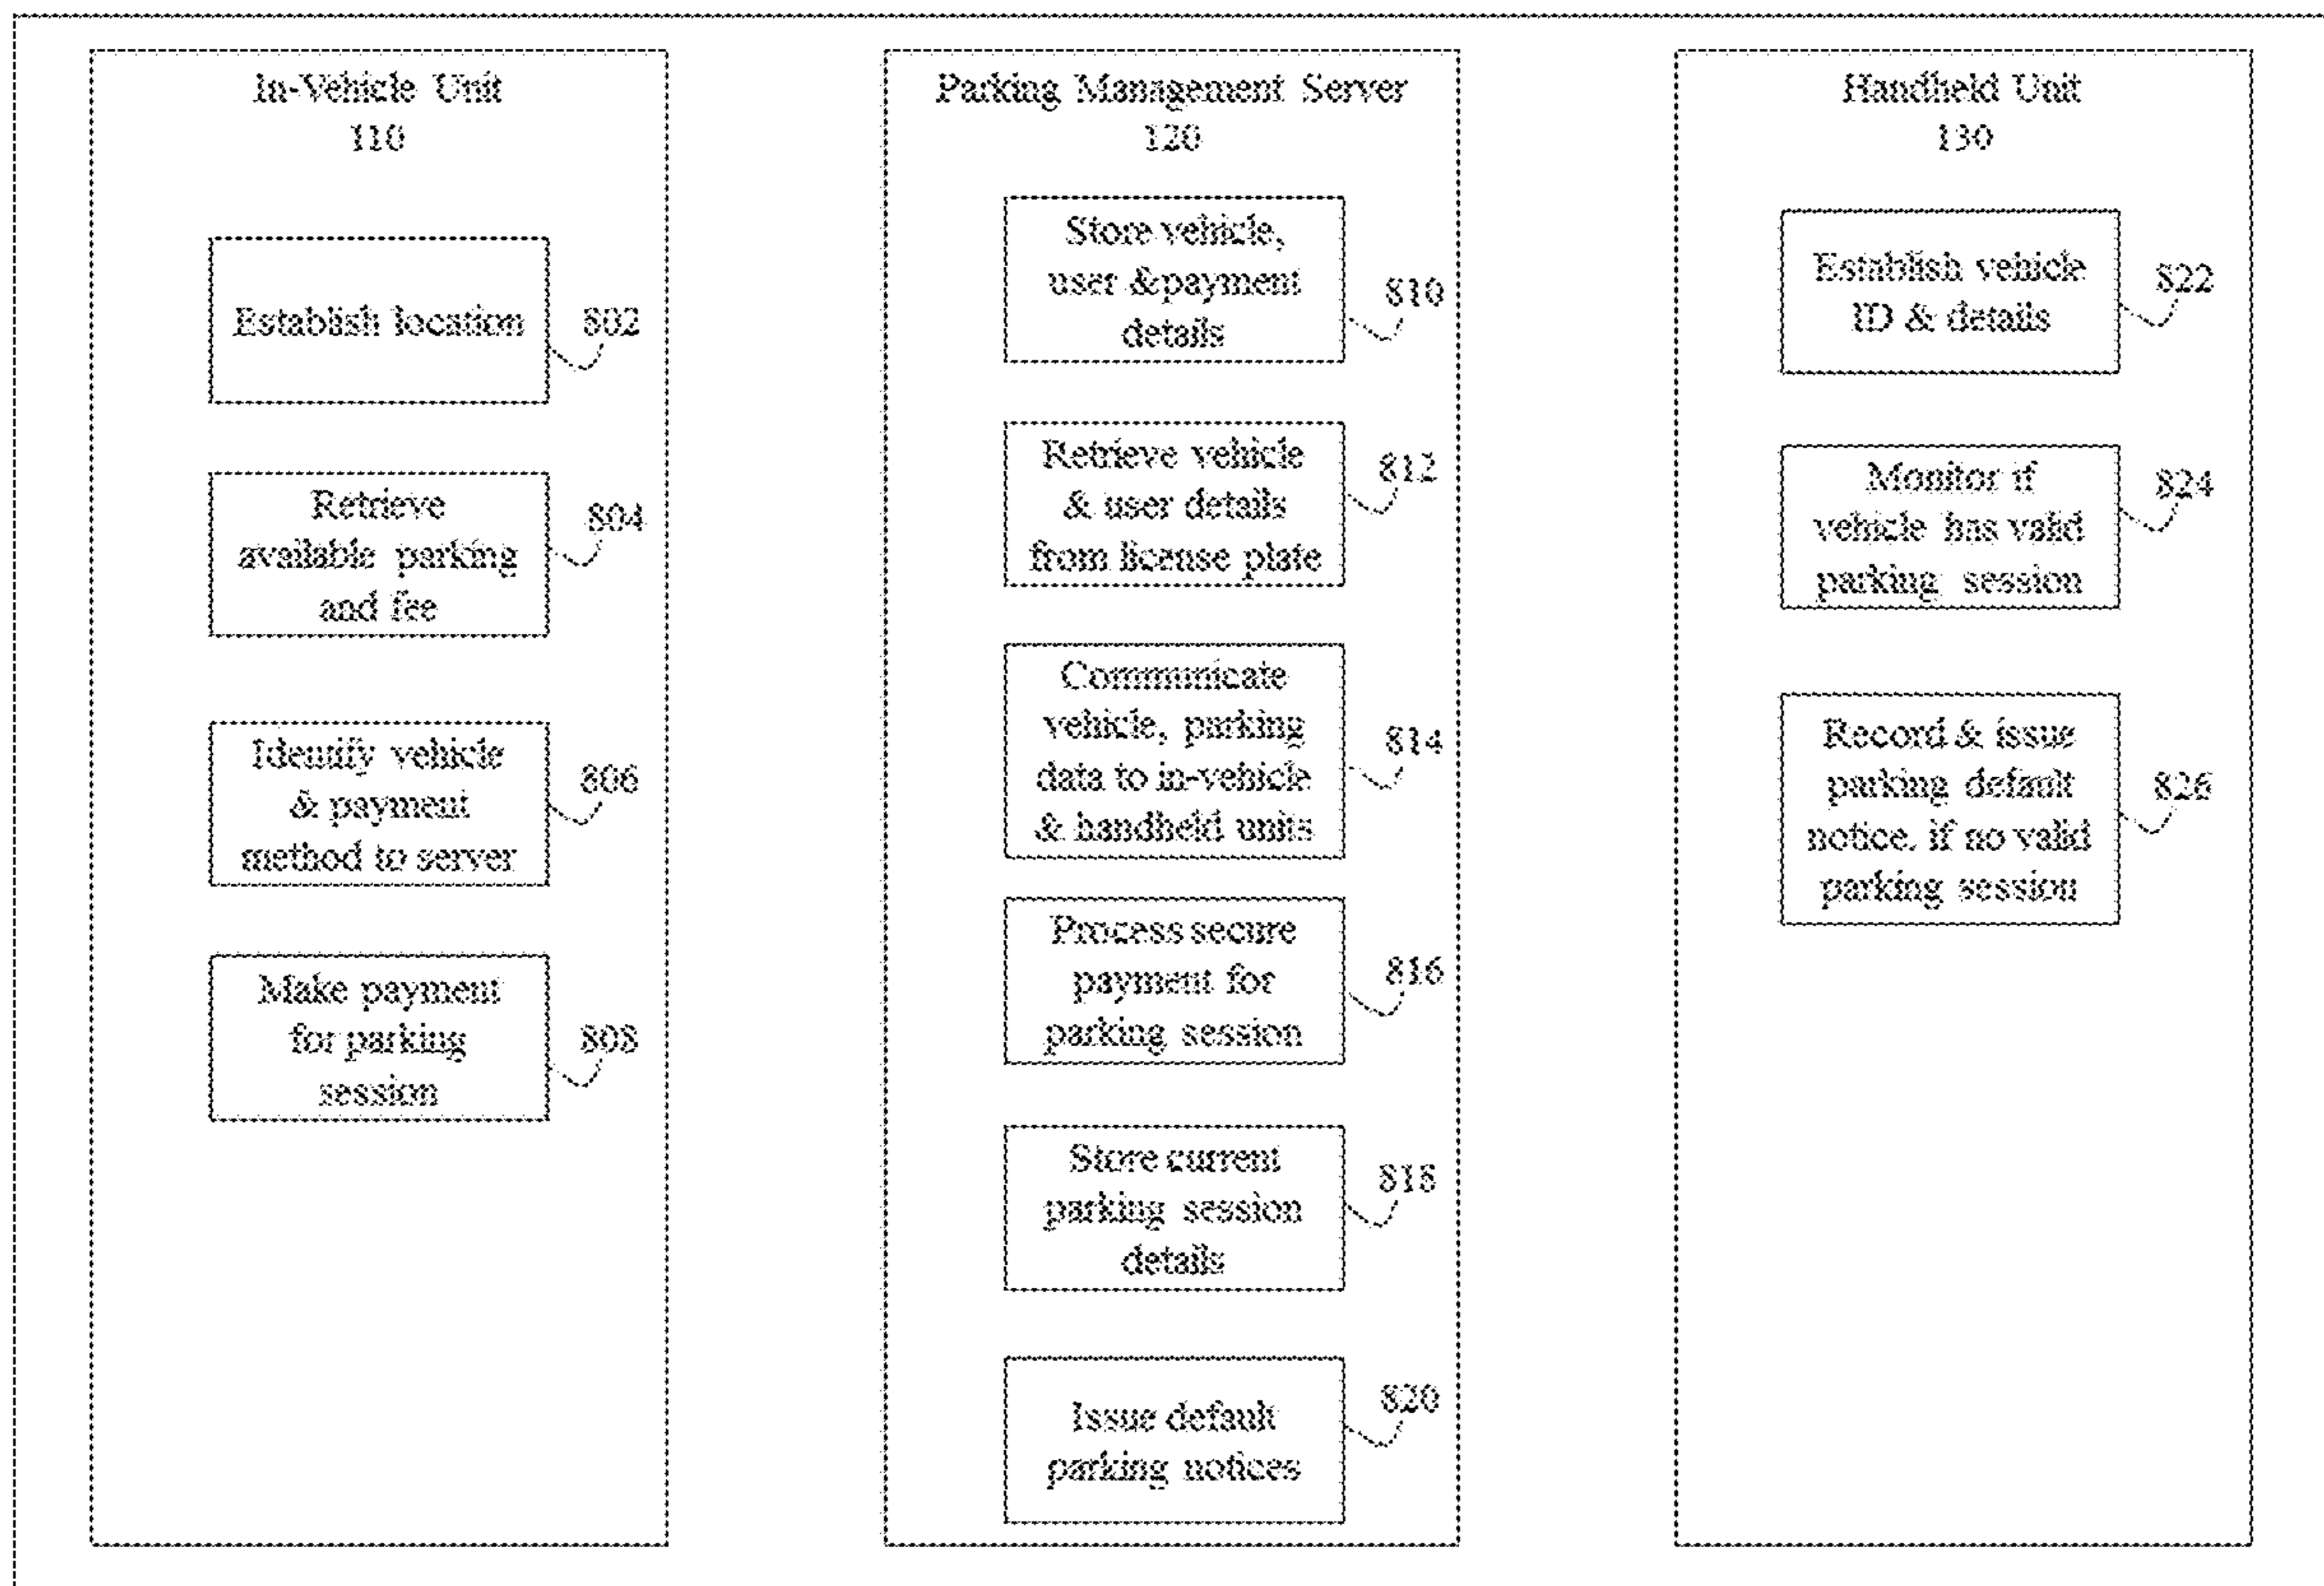 In-Vehicle Unit
110
Establish location
802
Retrieve
available parking
and fee
804
Identify vehicle
& payment
method to server
806
Make payment
for parking
session
808
Parking Management Server
120
Store vehicle,
user &payment
details
810
Retrieve vehicle
& user details
from license plate
812
Communicate
vehicle, parking
data to in-vehicle
& handheld units
814
Process secure
payment for
parking session
816
Store current
parking session
details
818
Issue default
parking notices
820
Handheld Unit
130
Establish vehicle
ID & details
822
Monitor if
vehicle has valid
parking session
824
Record & issue
parking default
notice, if no valid
parking session
826